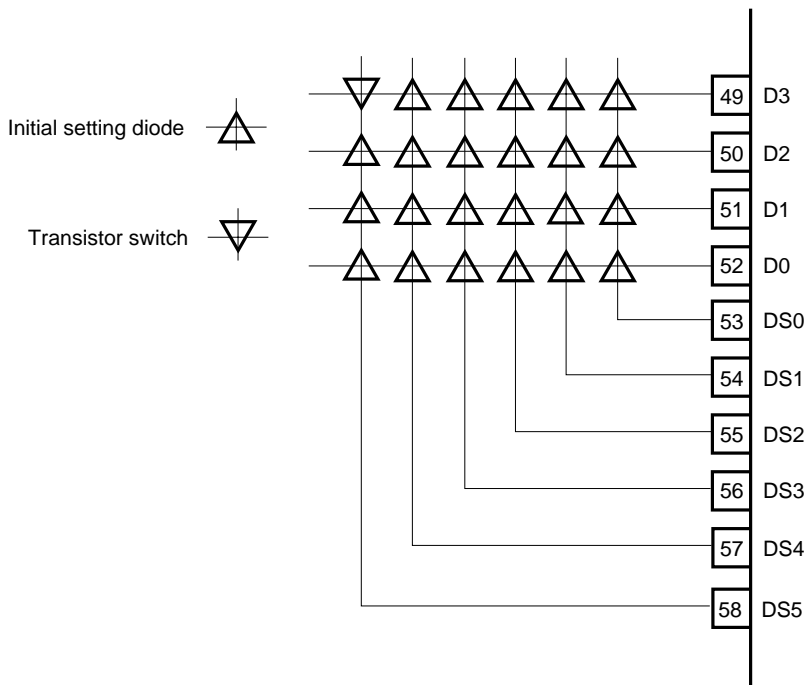 49 D3
Initial setting diode
50 D2
51 D1
Transistor switch
52 D0
53 DS0
54 DS1
55 DS2
56 DS3
57 DS4
58 DS5